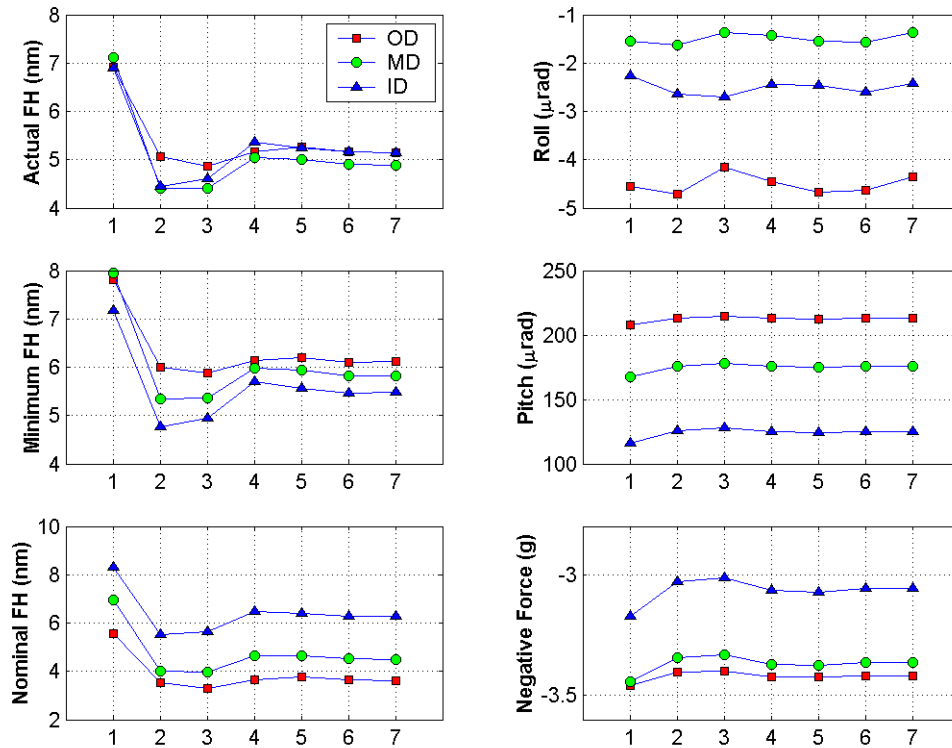 Actual FH (nm)
8
7
6
5
4
1 2 3 4 5 6 7
OD
MD
ID
Roll (μrad)
-1
-2
-3
-4
-5
1 2 3 4 5 6 7
Minimum FH (nm)
8
7
6
5
4
1 2 3 4 5 6 7
Pitch (μrad)
250
200
150
100
1 2 3 4 5 6 7
Nominal FH (nm)
10
8
6
4
2
1 2 3 4 5 6 7
Negative Force (g)
-3
-3.5
1 2 3 4 5 6 7